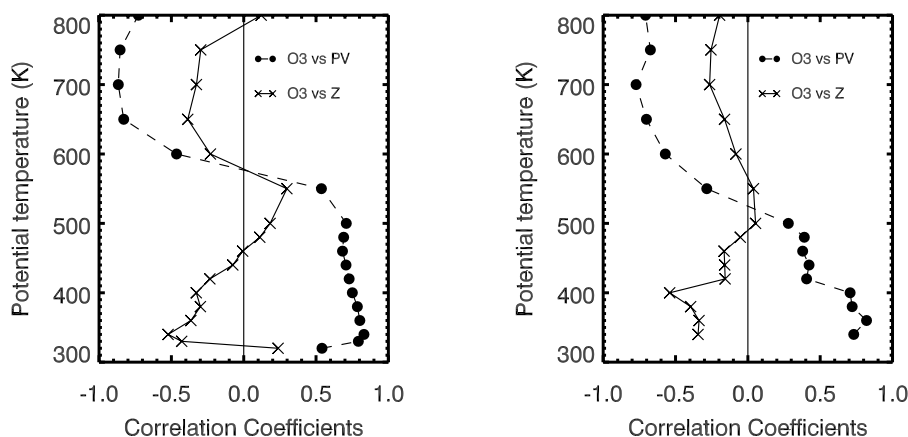 800
700
600
500
400
300
Potential temperature (K)
O3 vs PV
O3 vs Z
-1.0 -0.5 0.0 0.5 1.0
Correlation Coefficients
800
700
600
500
400
300
Potential temperature (K)
O3 vs PV
O3 vs Z
-1.0 -0.5 0.0 0.5 1.0
Correlation Coefficients